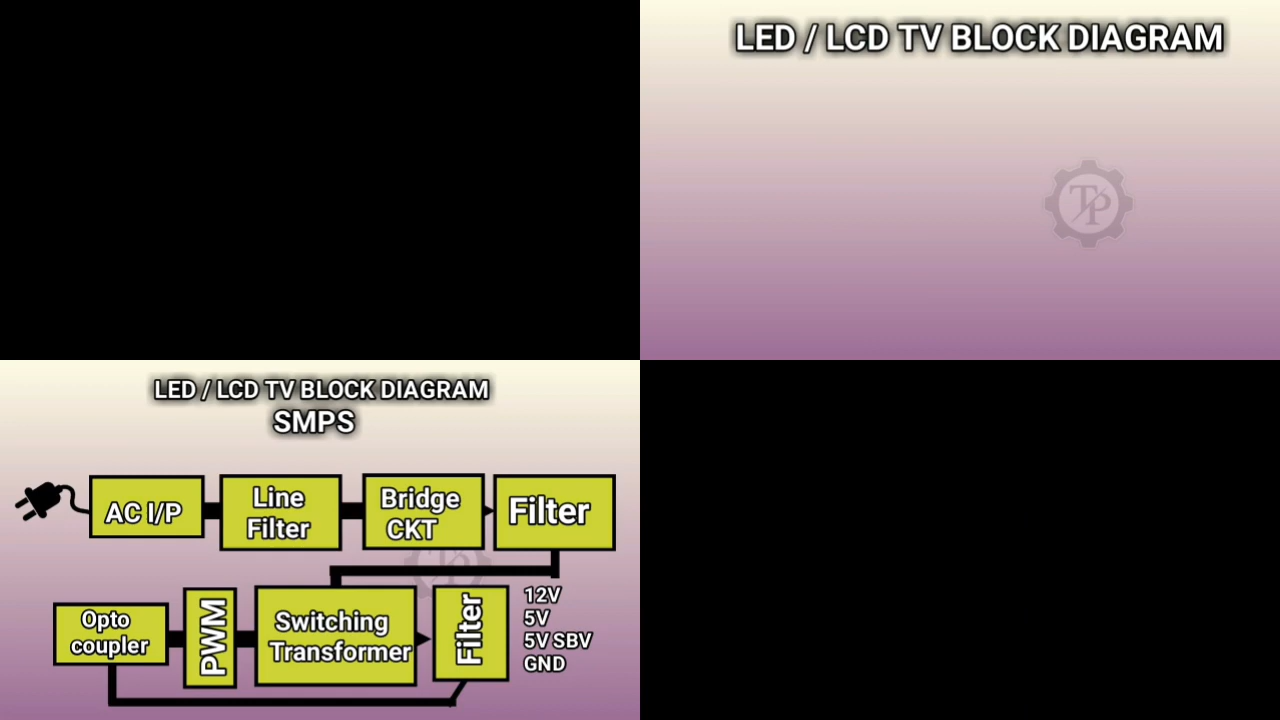 LED / LCD TV BLOCK DIAGRAM
TP
LED / LCD TV BLOCK DIAGRAM
SMPS
AC I/P
Line
Filter
Bridge
CKT
Filter
Opto
coupler
PWM
Switching
Transformer
Filter
12V
5V
5V SBV
GND